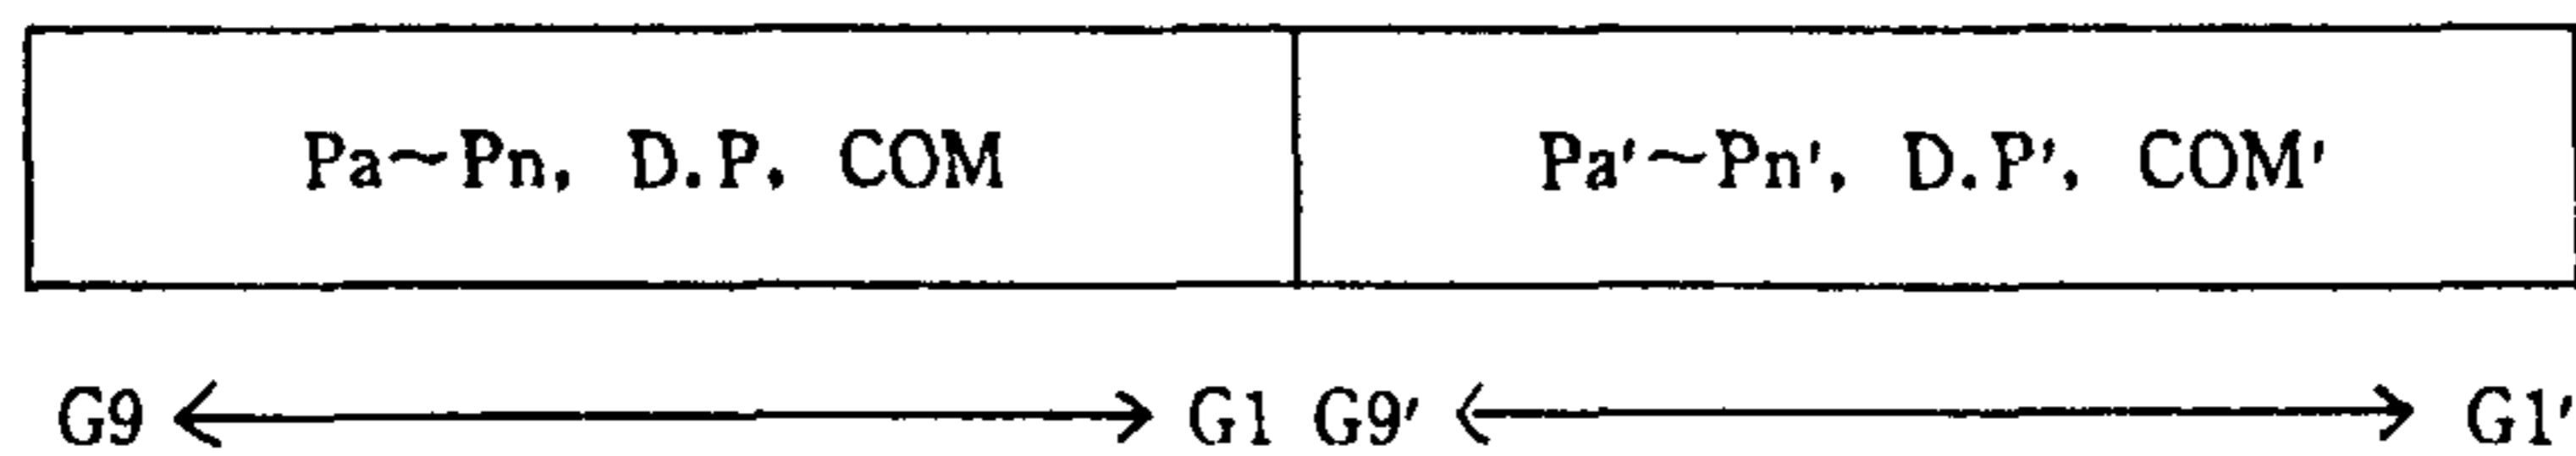 Pa~Pn, D.P, COM Pa'~Pn', D.P', COM'
G9 G1 G9' G1'